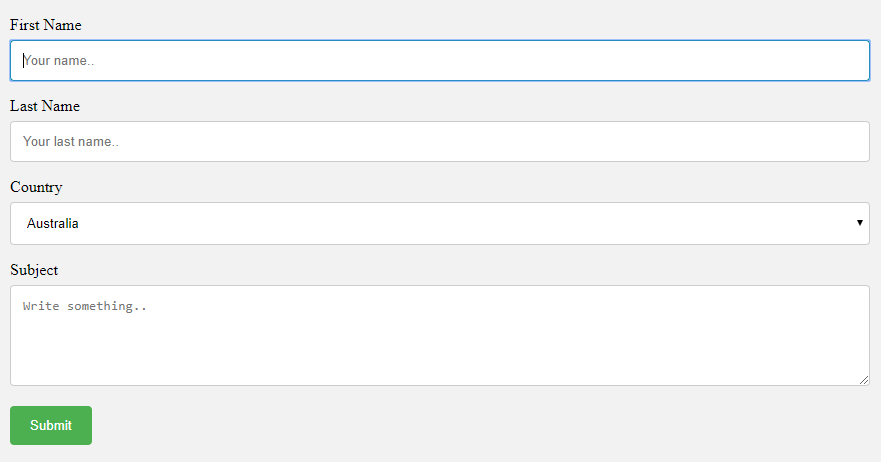 First Name
Your name..
Last Name
Your last name..
Country
Australia
Subject
Write something..
Submit